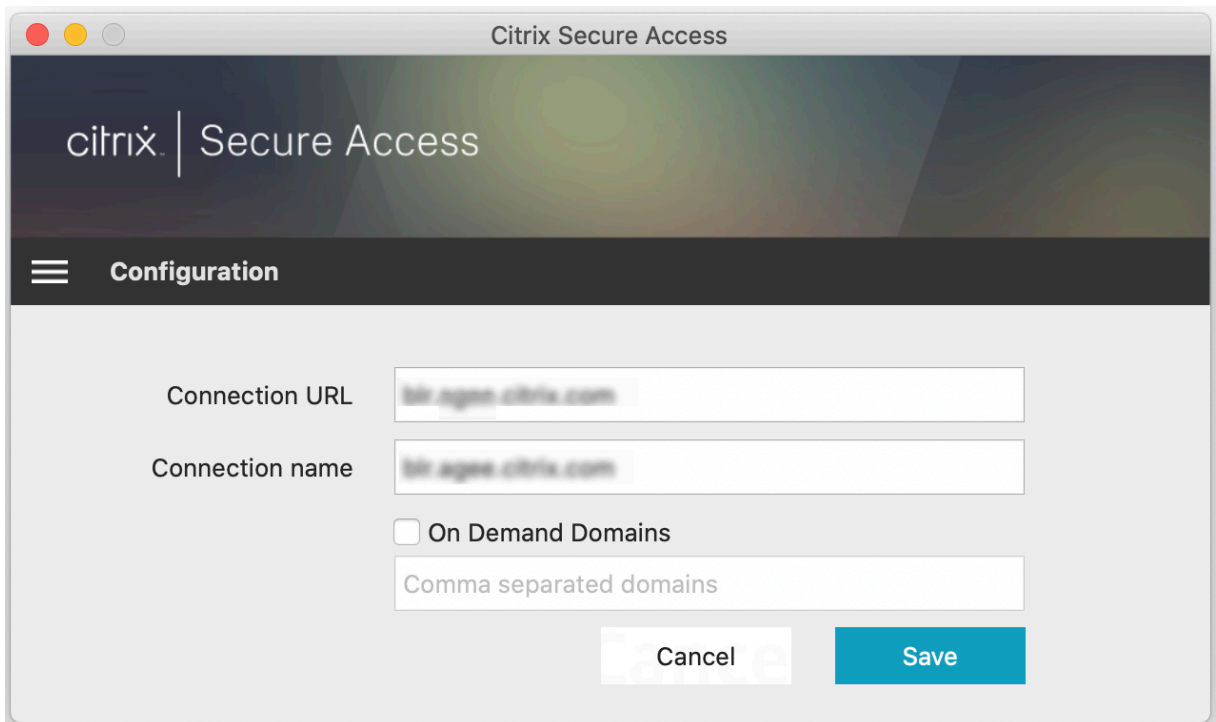 Citrix Secure Access
citrix. | Secure Access
Configuration
Connection URL
Connection name
On Demand Domains
Comma separated domains
Cancel
Save